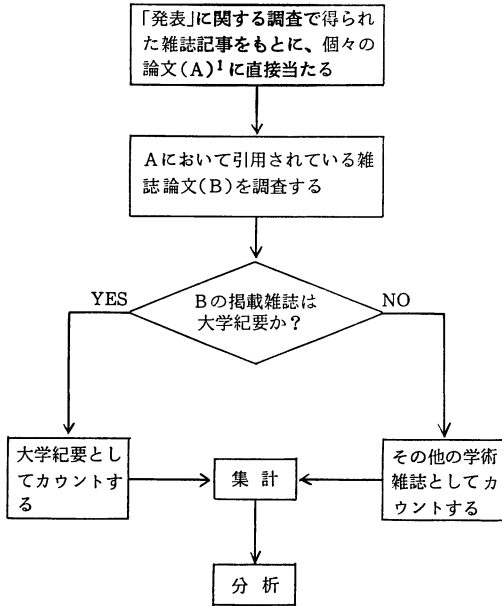 「発表」に関する調査で得られ
た雑誌記事をもとに、個々の
論文(A)1に直接当たる
Aにおいて引用されている雑
誌論文(B)を調査する
Bの掲載雑誌は
大学紀要か？
YES
NO
大学紀要とし
てカウントす
る
集 計
その他の学術
雑誌としてカ
ウントする
分 析